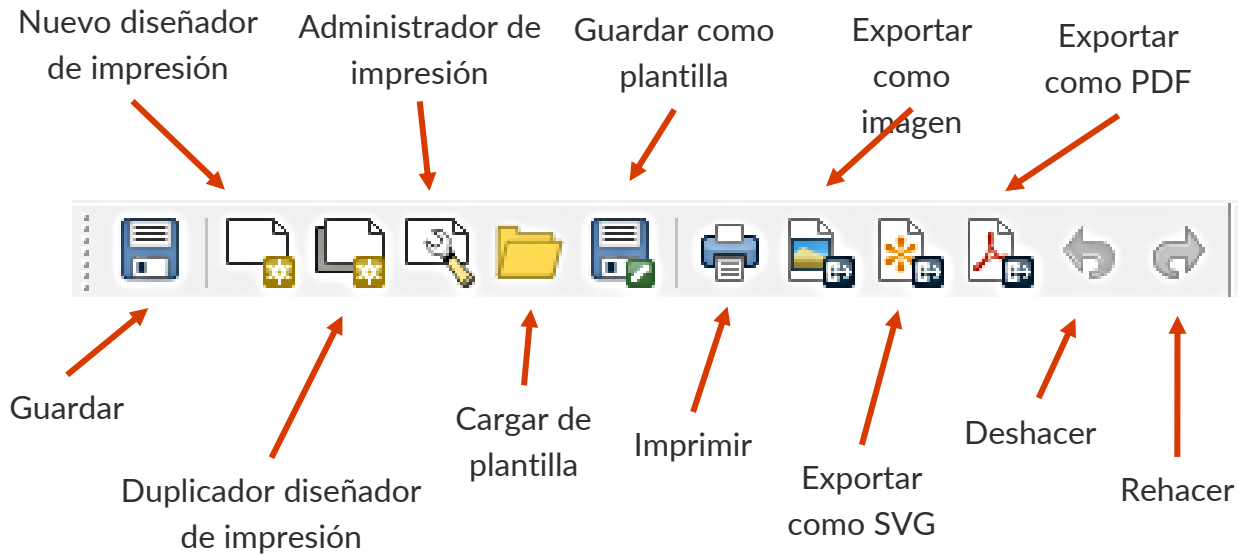 Nuevo diseñador
de impresión
Administrador de
impresión
Guardar como
plantilla
Exportar
como
imagen
Exportar
como PDF
Guardar
Duplicador diseñador
de impresión
Cargar de
plantilla
Imprimir
Exportar
como SVG
Deshacer
Rehacer